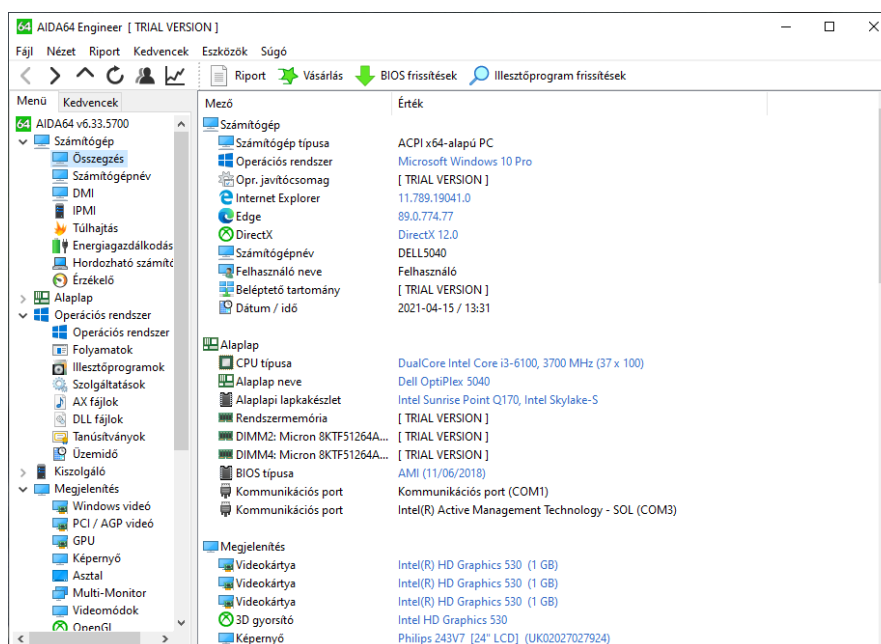 AIDA64 Engineer [ TRIAL VERSION ]
Fájl Nézet Riport Kedvencek Eszközök Súgó
Riport Vásárlás BIOS frissítések Illesztőprogram frissítések
Menü Kedvencek
AIDA64 v6.33.5700
Számítógép
Összegzés
Számítógépnév
DMI
IPMI
Túlhajtás
Energiagazdálkodás
Hordozható számító
Érzékelő
Alaplap
Operációs rendszer
Operációs rendszer
Folyamatok
Illesztőprogramok
Szolgáltatások
AX fájlok
DLL fájlok
Tanúsítványok
Üzemidő
Kiszolgáló
Megjelenítés
Windows videó
PCI / AGP videó
GPU
Képernyő
Asztal
Multi-Monitor
Videomódok
OpenGL
Mező Érték
Számítógép
Számítógép típusa ACPI x64-alapú PC
Operációs rendszer Microsoft Windows 10 Pro
Opr. javítócsomag [ TRIAL VERSION ]
Internet Explorer 11.789.19041.0
Edge 89.0.774.77
DirectX DirectX 12.0
Számítógépnév DELL5040
Felhasználó neve Felhasználó
Beléptető tartomány [ TRIAL VERSION ]
Dátum / idő 2021-04-15 / 13:31
Alaplap
CPU típusa DualCore Intel Core i3-6100, 3700 MHz (37 x 100)
Alaplap neve Dell OptiPlex 5040
Alaplapi lapkakészlet Intel Sunrise Point Q170, Intel Skylake-S
Rendszermemória [ TRIAL VERSION ]
DIMM2: Micron 8KTF51264A... [ TRIAL VERSION ]
DIMM4: Micron 8KTF51264A... [ TRIAL VERSION ]
BIOS típusa AMI (11/06/2018)
Kommunikációs port Kommunikációs port (COM1)
Kommunikációs port Intel(R) Active Management Technology - SOL (COM3)
Megjelenítés
Videokártya Intel(R) HD Graphics 530 (1 GB)
Videokártya Intel(R) HD Graphics 530 (1 GB)
Videokártya Intel(R) HD Graphics 530 (1 GB)
3D gyorsító Intel HD Graphics 530
Képernyő Philips 243V7 [24" LCD] (UK02027027924)